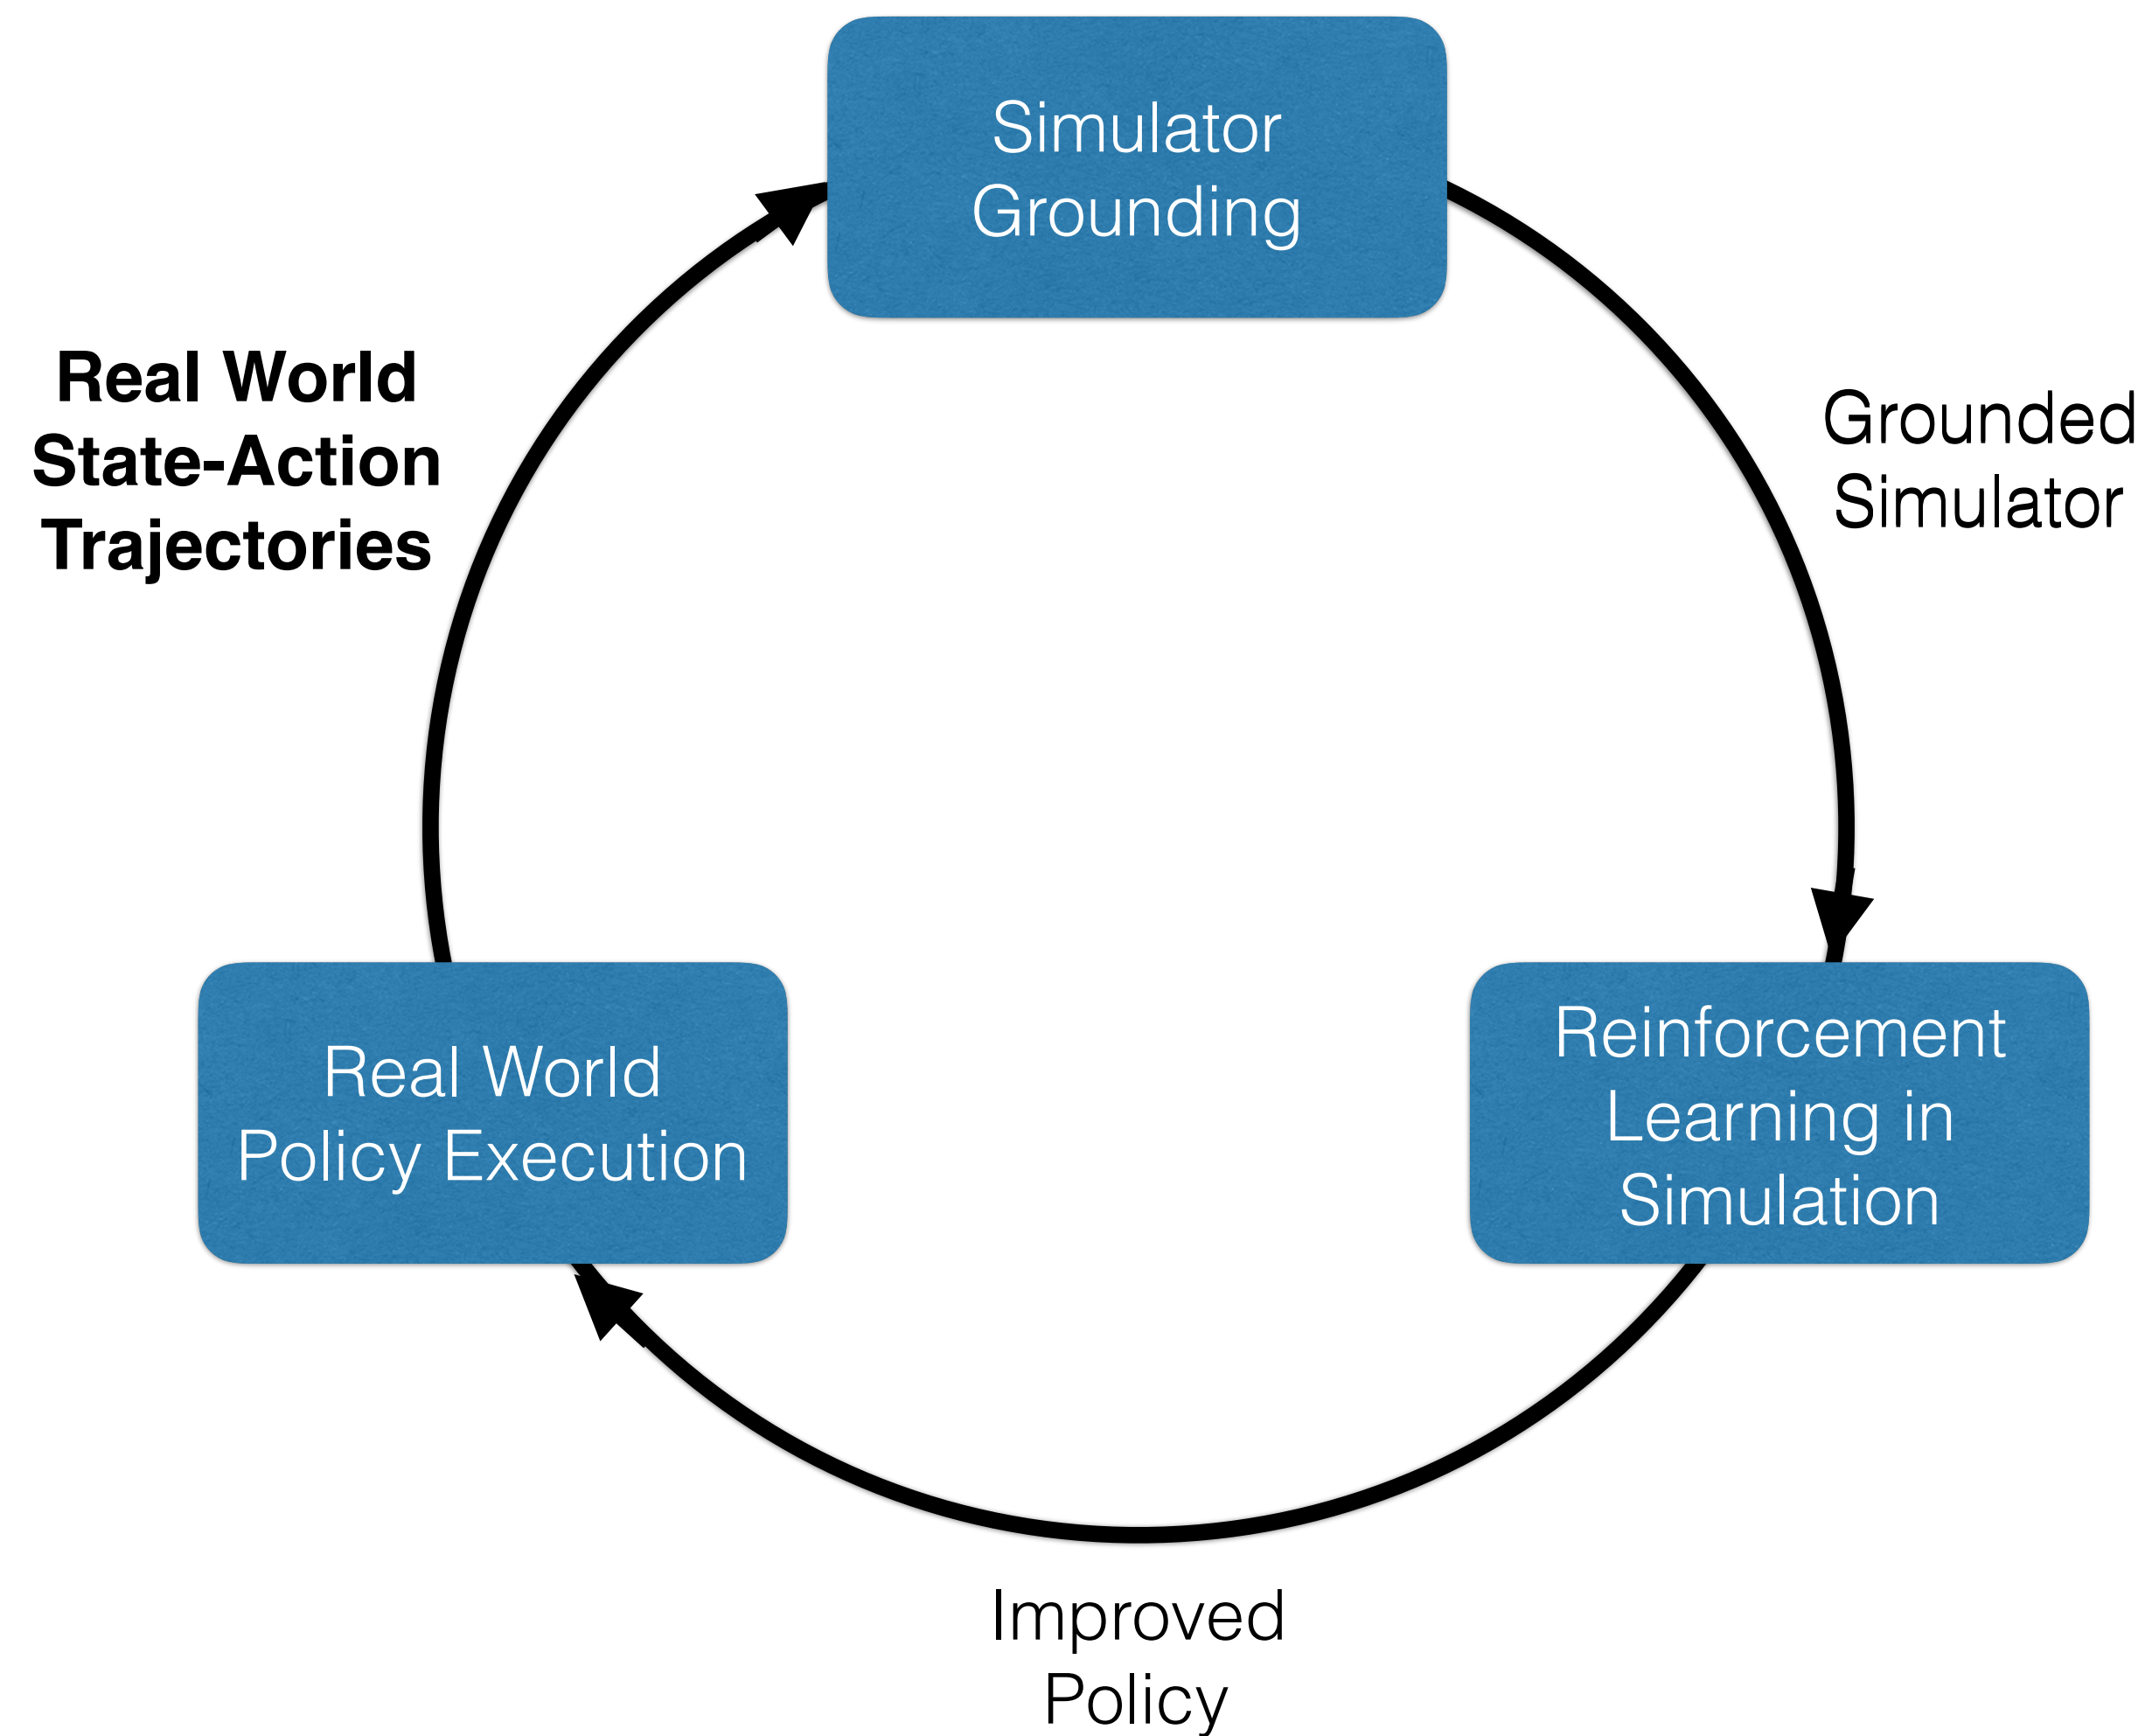 Simulator
Grounding
Real World
State-Action
Trajectories
Grounded
Simulator
Real World
Policy Execution
Reinforcement
Learning in
Simulation
Improved
Policy